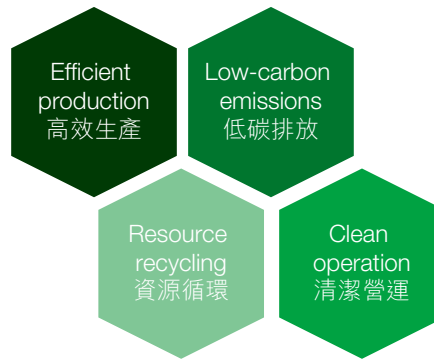 Efficient
production
高效生產
Low-carbon
emissions
低碳排放
Resource
recycling
資源循環
Clean
operation
清潔營運